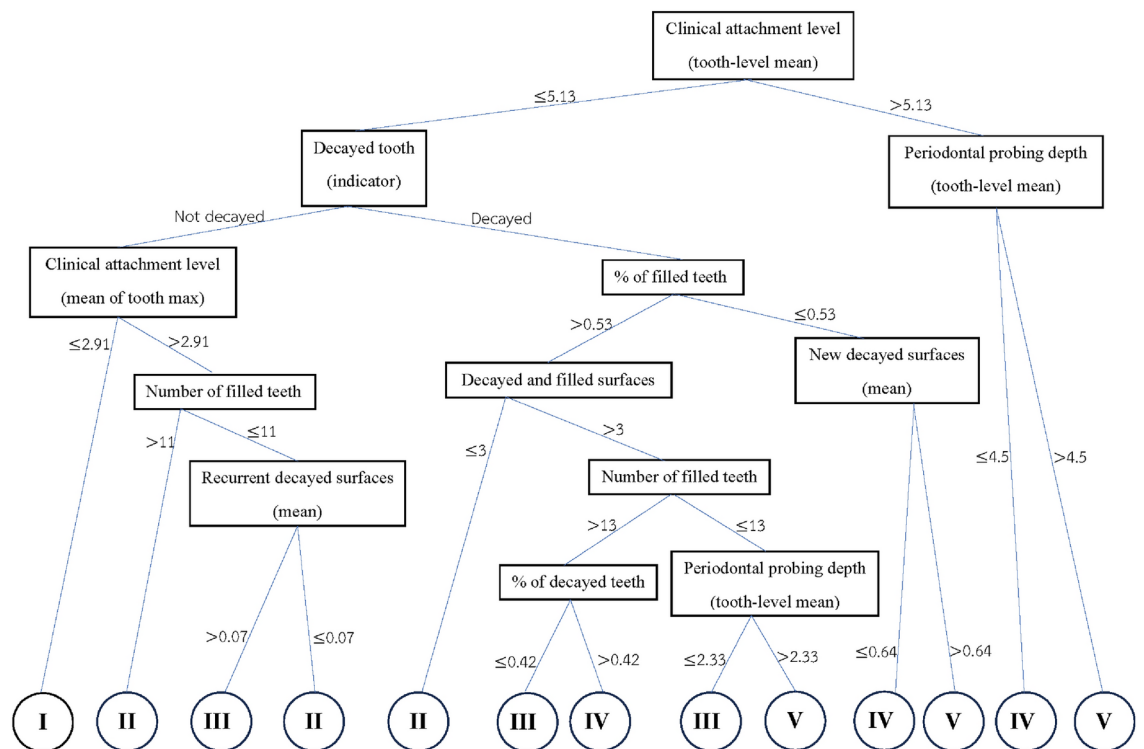 Clinical attachment level
(tooth-level mean)
≤5.13
>5.13
Decayed tooth
(indicator)
Periodontal probing depth
(tooth-level mean)
Not decayed
Decayed
Clinical attachment level
(mean of tooth max)
% of filled teeth
≤2.91
>2.91
>0.53
≤0.53
Number of filled teeth
Decayed and filled surfaces
New decayed surfaces
(mean)
>11
≤11
≤3
>3
≤4.5
>4.5
Recurrent decayed surfaces
(mean)
Number of filled teeth
>13
≤13
% of decayed teeth
Periodontal probing depth
(tooth-level mean)
>0.07
≤0.07
≤0.42
>0.42
≤2.33
>2.33
≤0.64
>0.64
I II III II II III IV III V IV V IV V